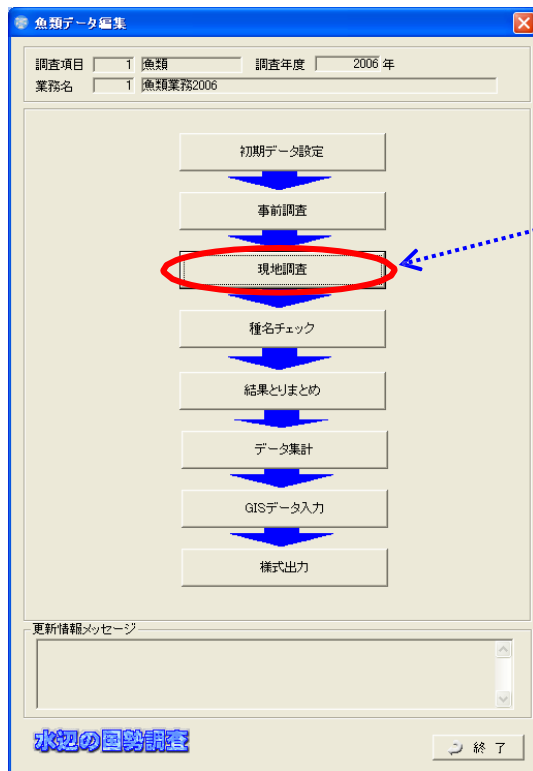 魚類データ編集
調査項目 1 魚類 調査年度 2006 年
業務名 1 魚類業務2006
初期データ設定
事前調査
現地調査
種名チェック
結果とりまとめ
データ集計
GISデータ入力
様式出力
更新情報メッセージ
水辺の国勢調査
終 了